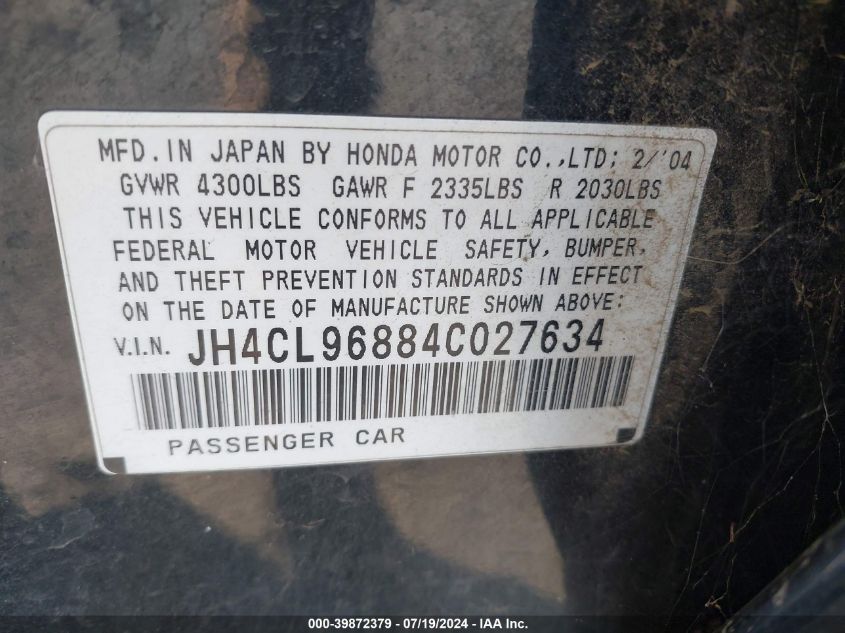 MFD. IN JAPAN BY HONDA MOTOR CO.,LTD; 2/'04
GVWR 4300LBS GAWR F 2335LBS R 2030LBS
THIS VEHICLE CONFORMS TO ALL APPLICABLE
FEDERAL MOTOR VEHICLE SAFETY, BUMPER,
AND THEFT PREVENTION STANDARDS IN EFFECT
ON THE DATE OF MANUFACTURE SHOWN ABOVE:
V.I.N. JH4CL96884C027634
PASSENGER CAR
000-39872379 - 07/19/2024 - IAA Inc.